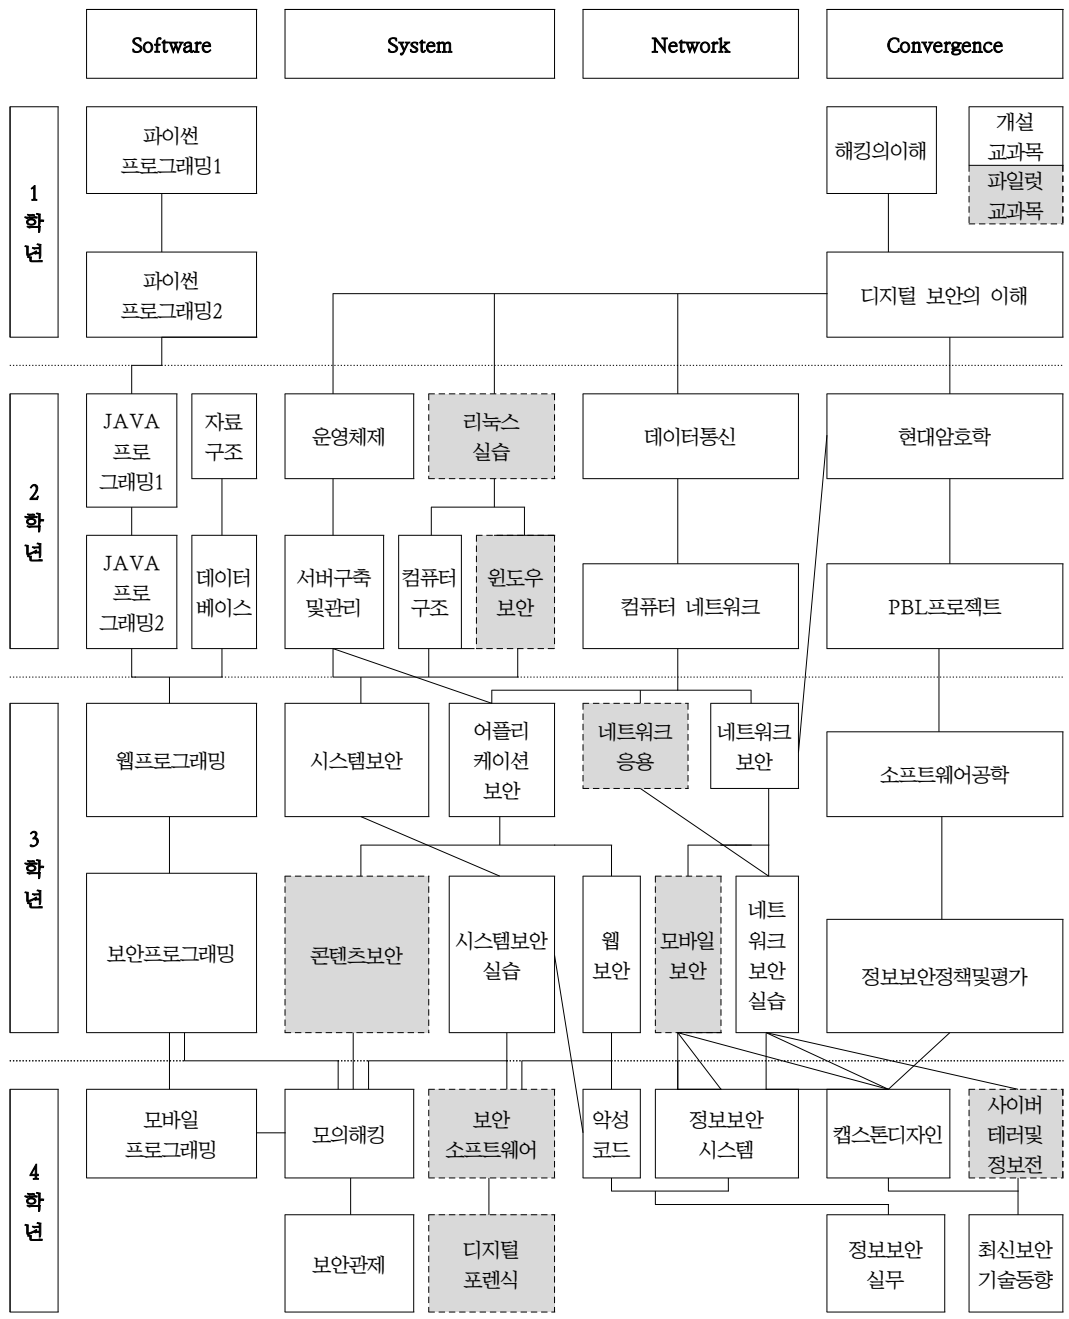 Software
System
Network
Convergence
1
학
년
파이썬
프로그래밍1
해킹의이해
개설
교과목
파일럿
교과목
파이썬
프로그래밍2
디지털 보안의 이해
2
학
년
JAVA
프로
그래밍1
자료
구조
운영체제
리눅스
실습
데이터통신
현대암호학
JAVA
프로
그래밍2
데이터
베이스
서버구축
및관리
컴퓨터
구조
윈도우
보안
컴퓨터 네트워크
PBL프로젝트
3
학
년
웹프로그래밍
시스템보안
어플리
케이션
보안
네트워크
응용
네트워크
보안
소프트웨어공학
보안프로그래밍
콘텐츠보안
시스템보안
실습
웹
보안
모바일
보안
네트
워크
보안
실습
정보보안정책및평가
4
학
년
모바일
프로그래밍
모의해킹
보안
소프트웨어
악성
코드
정보보안
시스템
캡스톤디자인
사이버
테러및
정보전
보안관제
디지털
포렌식
정보보안
실무
최신보안
기술동향